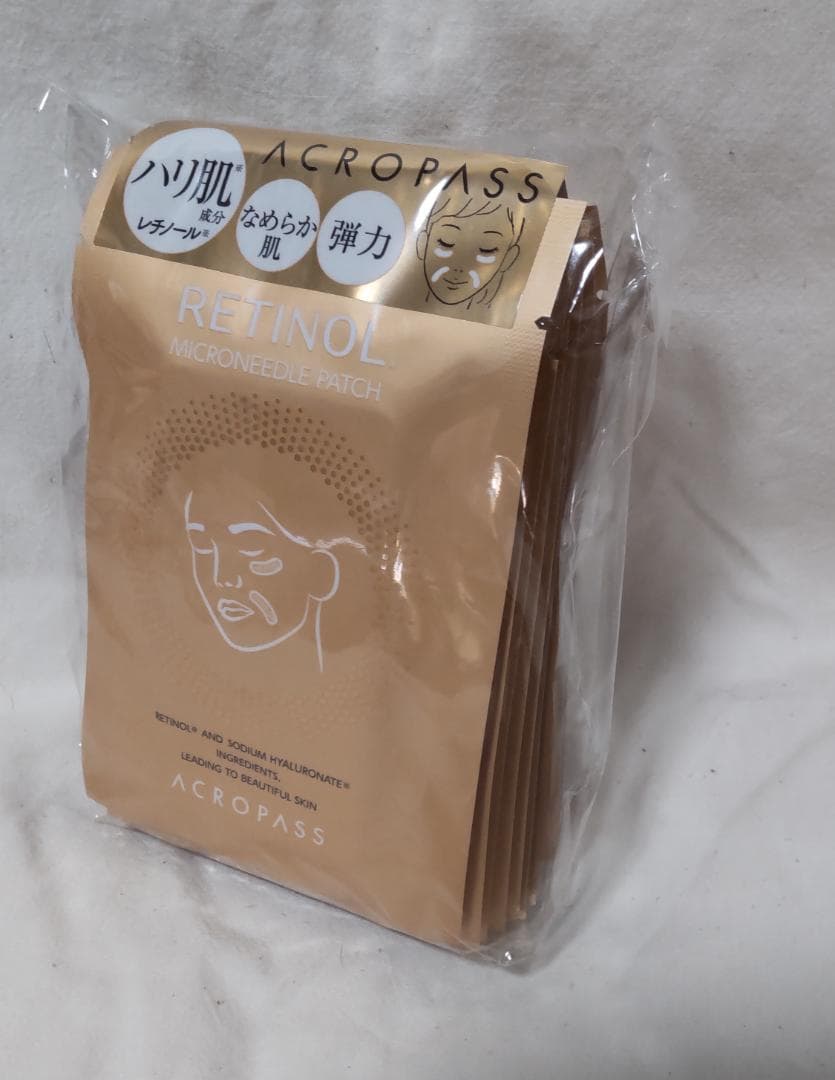 ACROPASS
ハリ肌※
成分
レチノール※
なめらか
肌
弾力
RETINOL
MICRONEEDLE PATCH
RETINOL※ AND SODIUM HYALURONATE※
INGREDIENTS,
LEADING TO BEAUTIFUL SKIN
ACROPASS